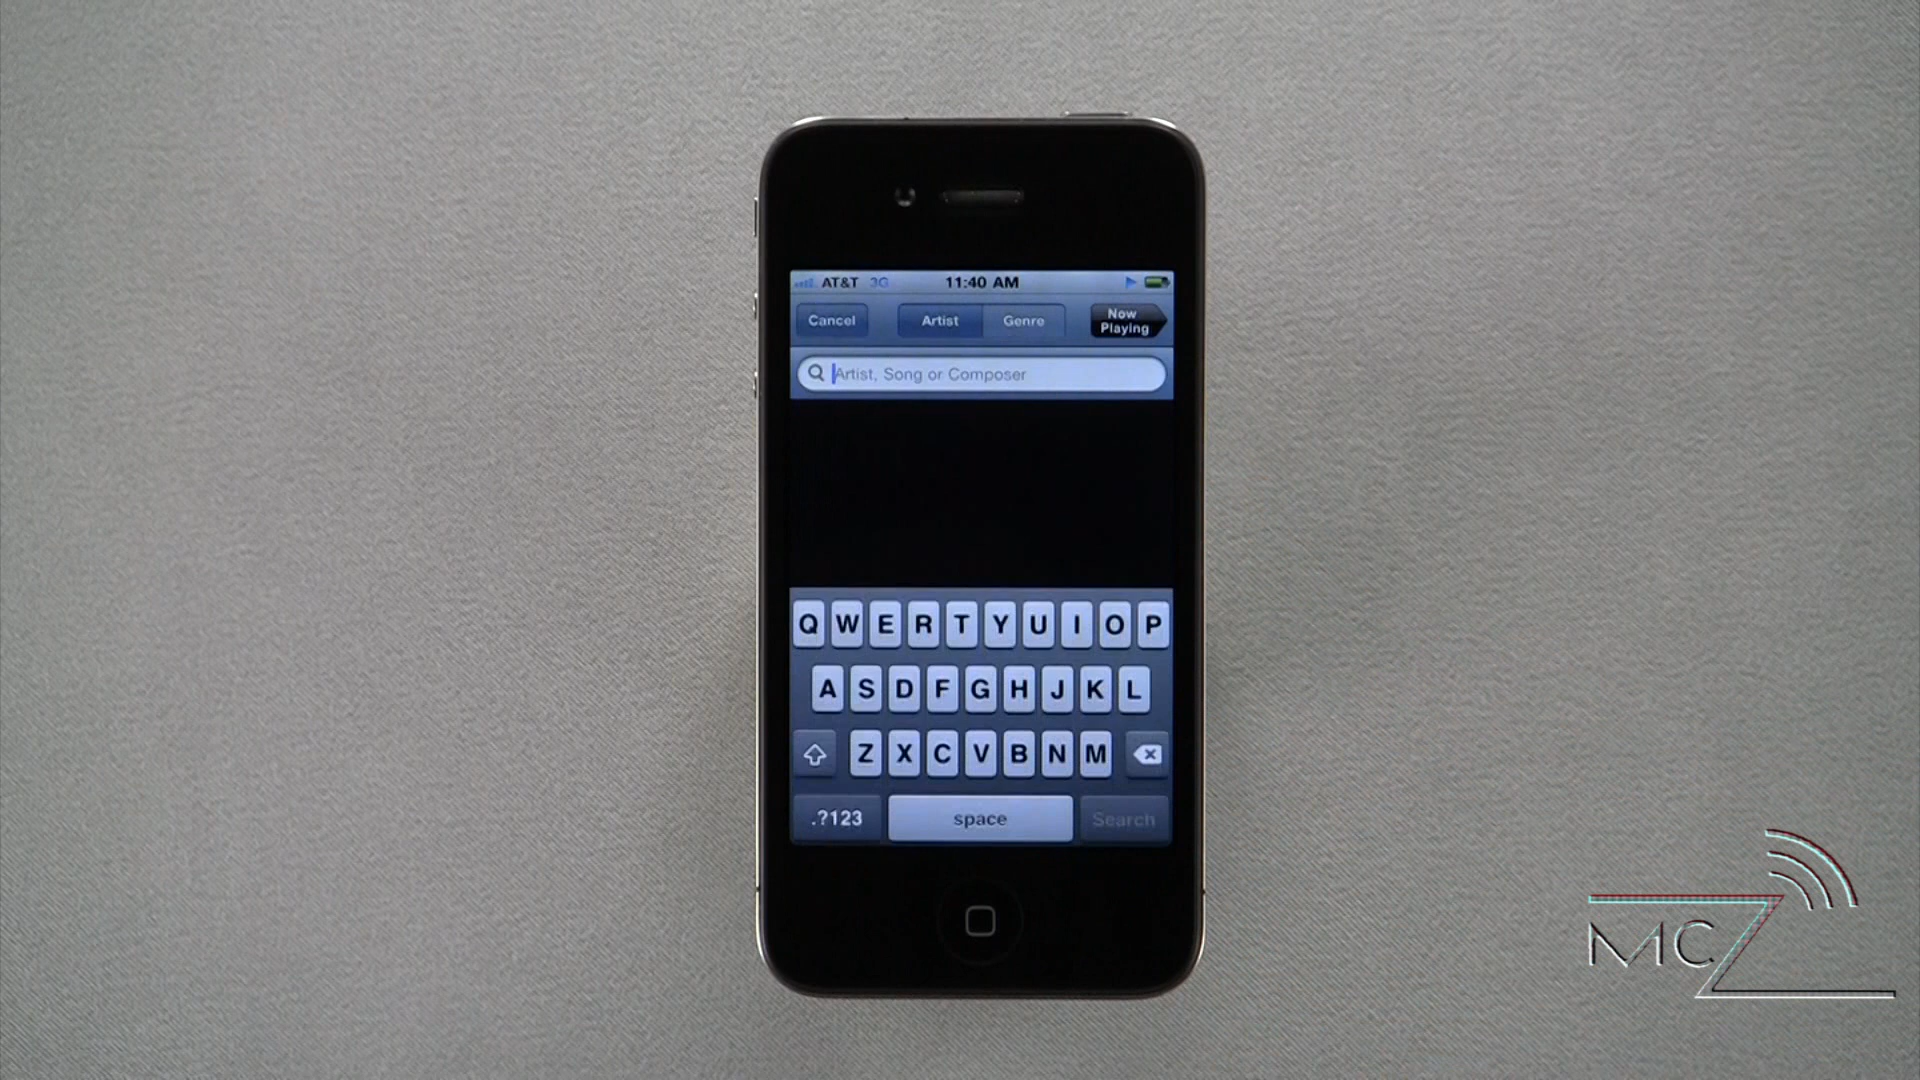 AT&T 3G 11:40 AM
Cancel Artist Genre Now Playing
Artist, Song or Composer
Q W E R T Y U I O P
A S D F G H J K L
Z X C V B N M
.?123 space Search
MCZ